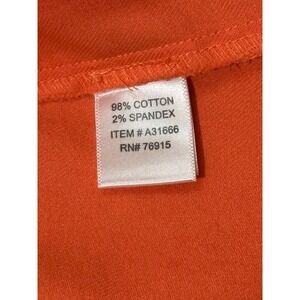 98% COTTON
2% SPANDEX
ITEM # A31666
RN# 76915